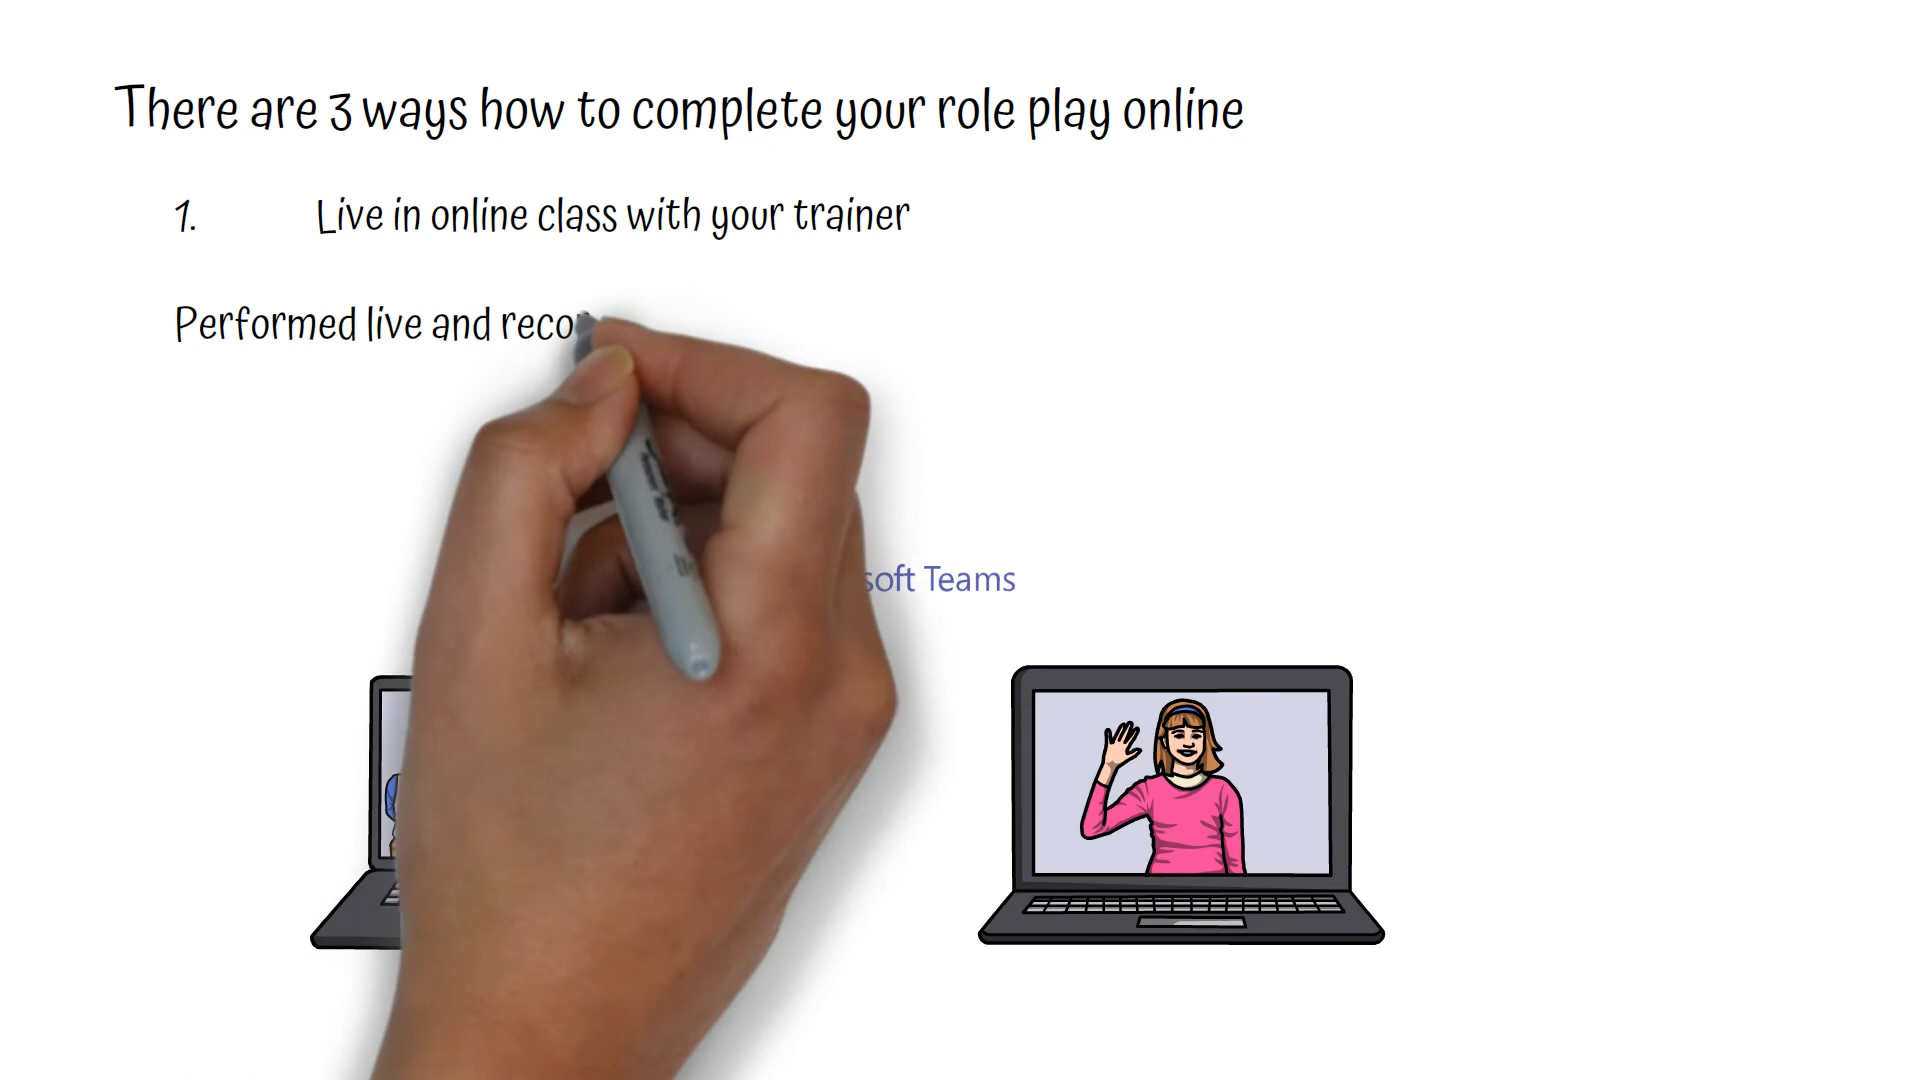 There are 3 ways how to complete your role play online
1. Live in online class with your trainer
Performed live and recor
soft Teams